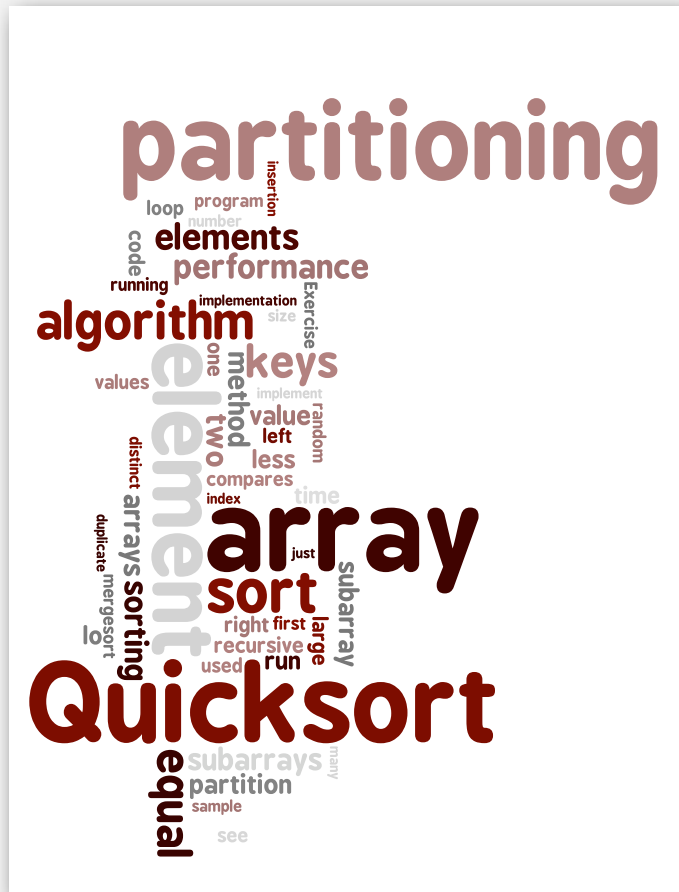 partitioning
insertion
program
loop
number
elements
code
performance
running
implementation
Exercise
algorithm
size
one
method
keys
element
values
implement
value
random
two
left
less
distinct
compares
index
time
arrays
array
duplicate
just
subarray
mergesort
sorting
sort
right
first
large
lo
recursive
run
used
Quicksort
equal
subarrays
many
partition
sample
see